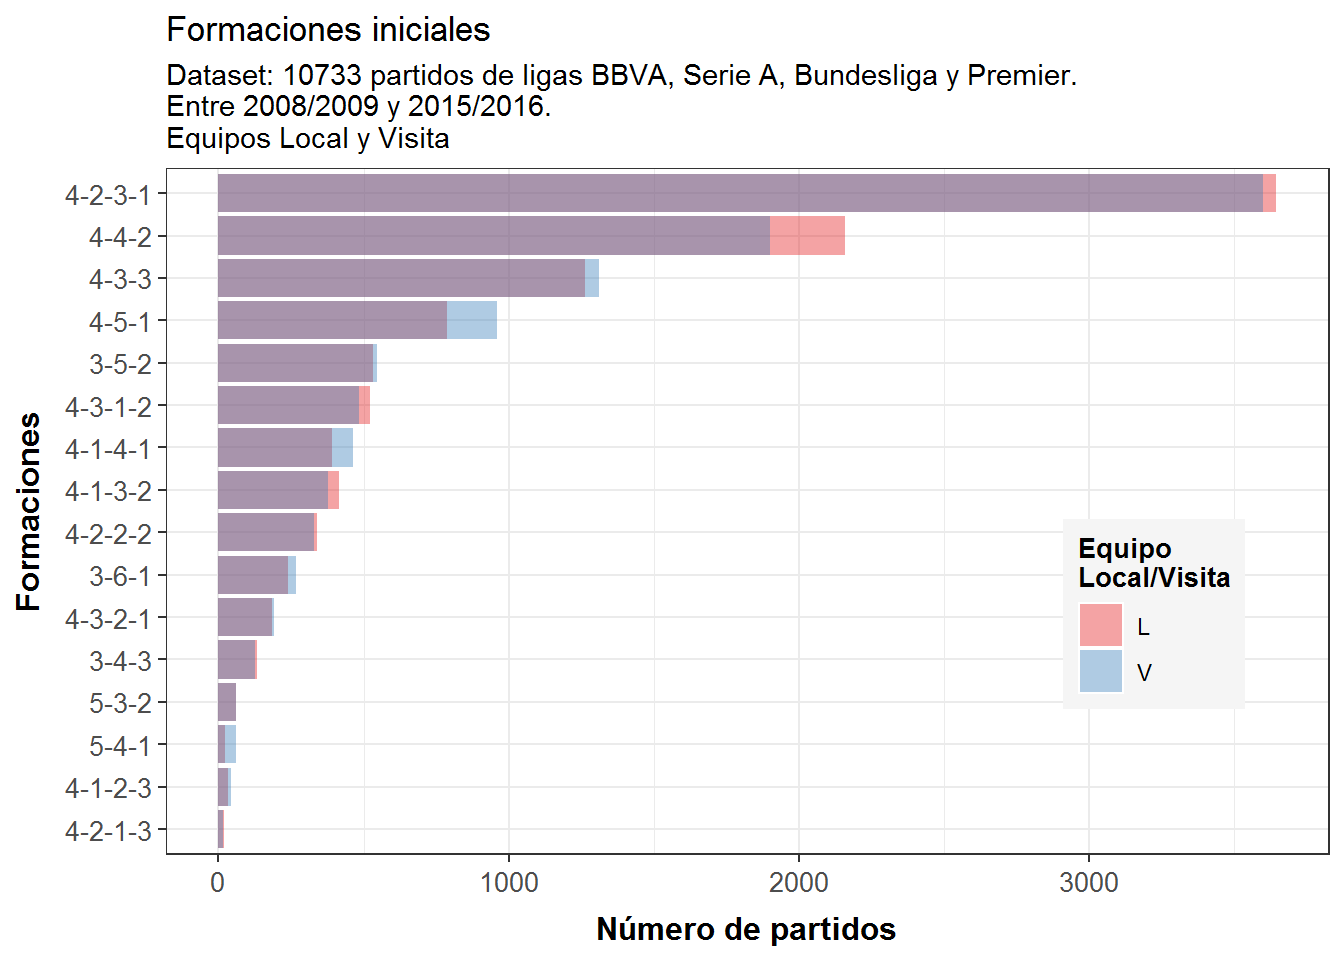 Formaciones iniciales
Dataset: 10733 partidos de ligas BBVA, Serie A, Bundesliga y Premier.
Entre 2008/2009 y 2015/2016.
Equipos Local y Visita
Formaciones
4-2-3-1
4-4-2
4-3-3
4-5-1
3-5-2
4-3-1-2
4-1-4-1
4-1-3-2
4-2-2-2
3-6-1
4-3-2-1
3-4-3
5-3-2
5-4-1
4-1-2-3
4-2-1-3
Equipo
Local/Visita
L
V
0 1000 2000 3000
Número de partidos